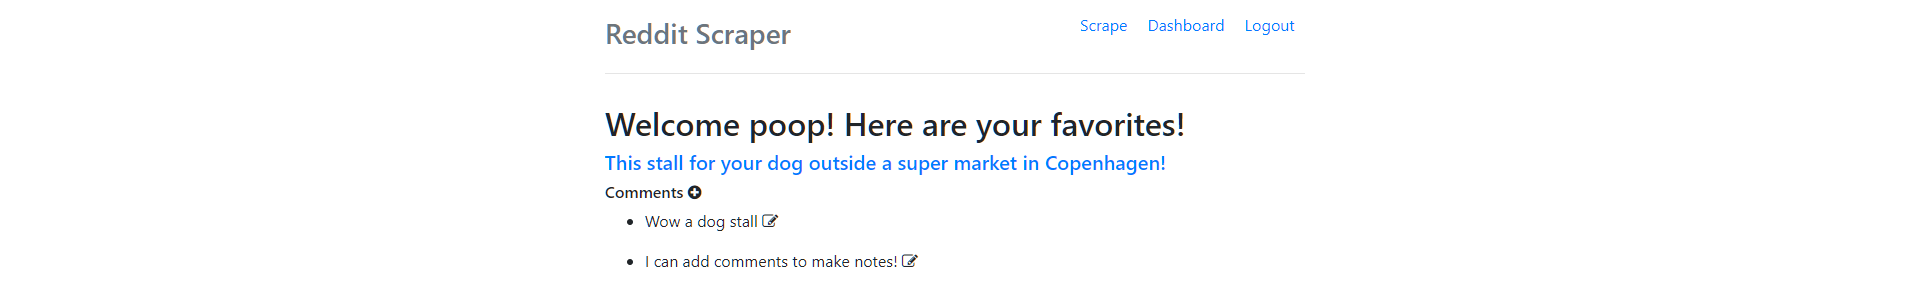 Reddit Scraper
Scrape Dashboard Logout
Welcome poop! Here are your favorites!
This stall for your dog outside a super market in Copenhagen!
Comments
Wow a dog stall
I can add comments to make notes!